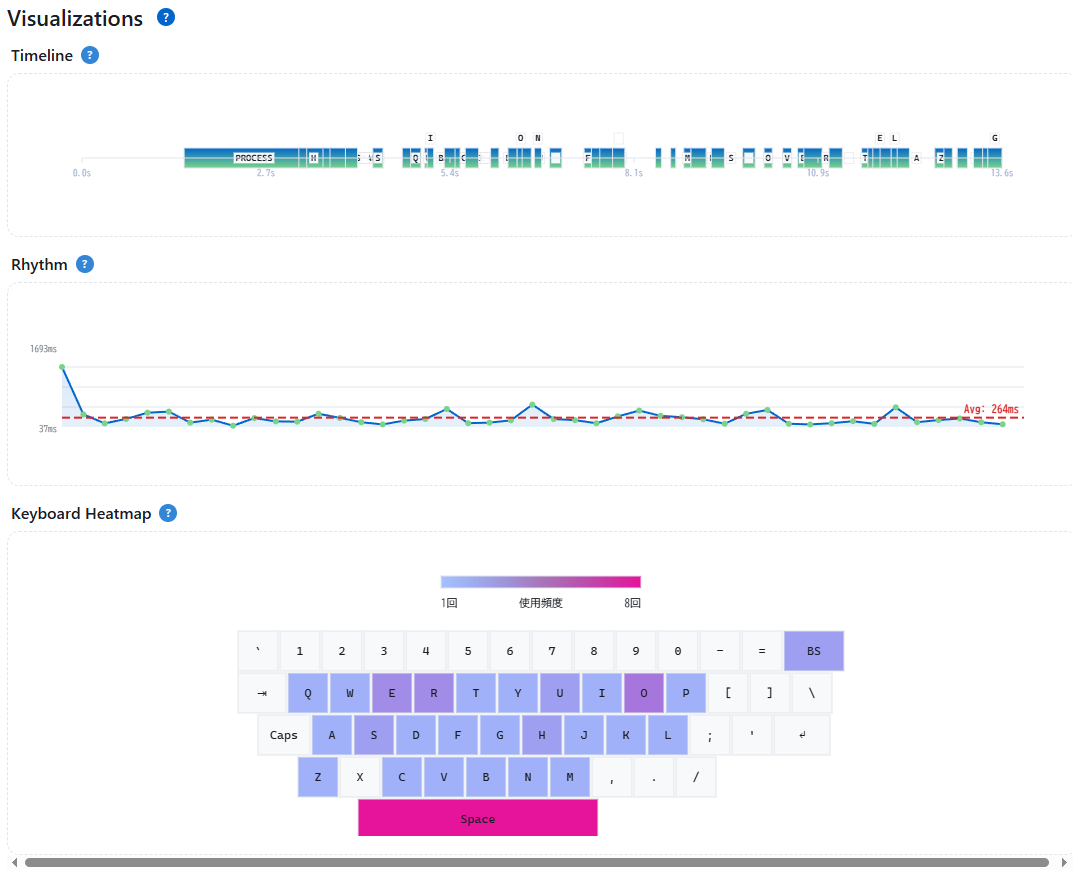 Visualizations ?
Timeline ?
I O N E L G
PROCESS H S Q B C F M S O V E R T A Z
0.0s 2.7s 5.4s 8.1s 10.9s 13.6s
Rhythm ?
1693ms
Avg: 264ms
37ms
Keyboard Heatmap ?
1回 使用頻度 8回
` 1 2 3 4 5 6 7 8 9 0 - = BS
⇥ Q W E R T Y U I O P [ ] \
Caps A S D F G H J K L ; ' ↵
Z X C V B N M , . /
Space